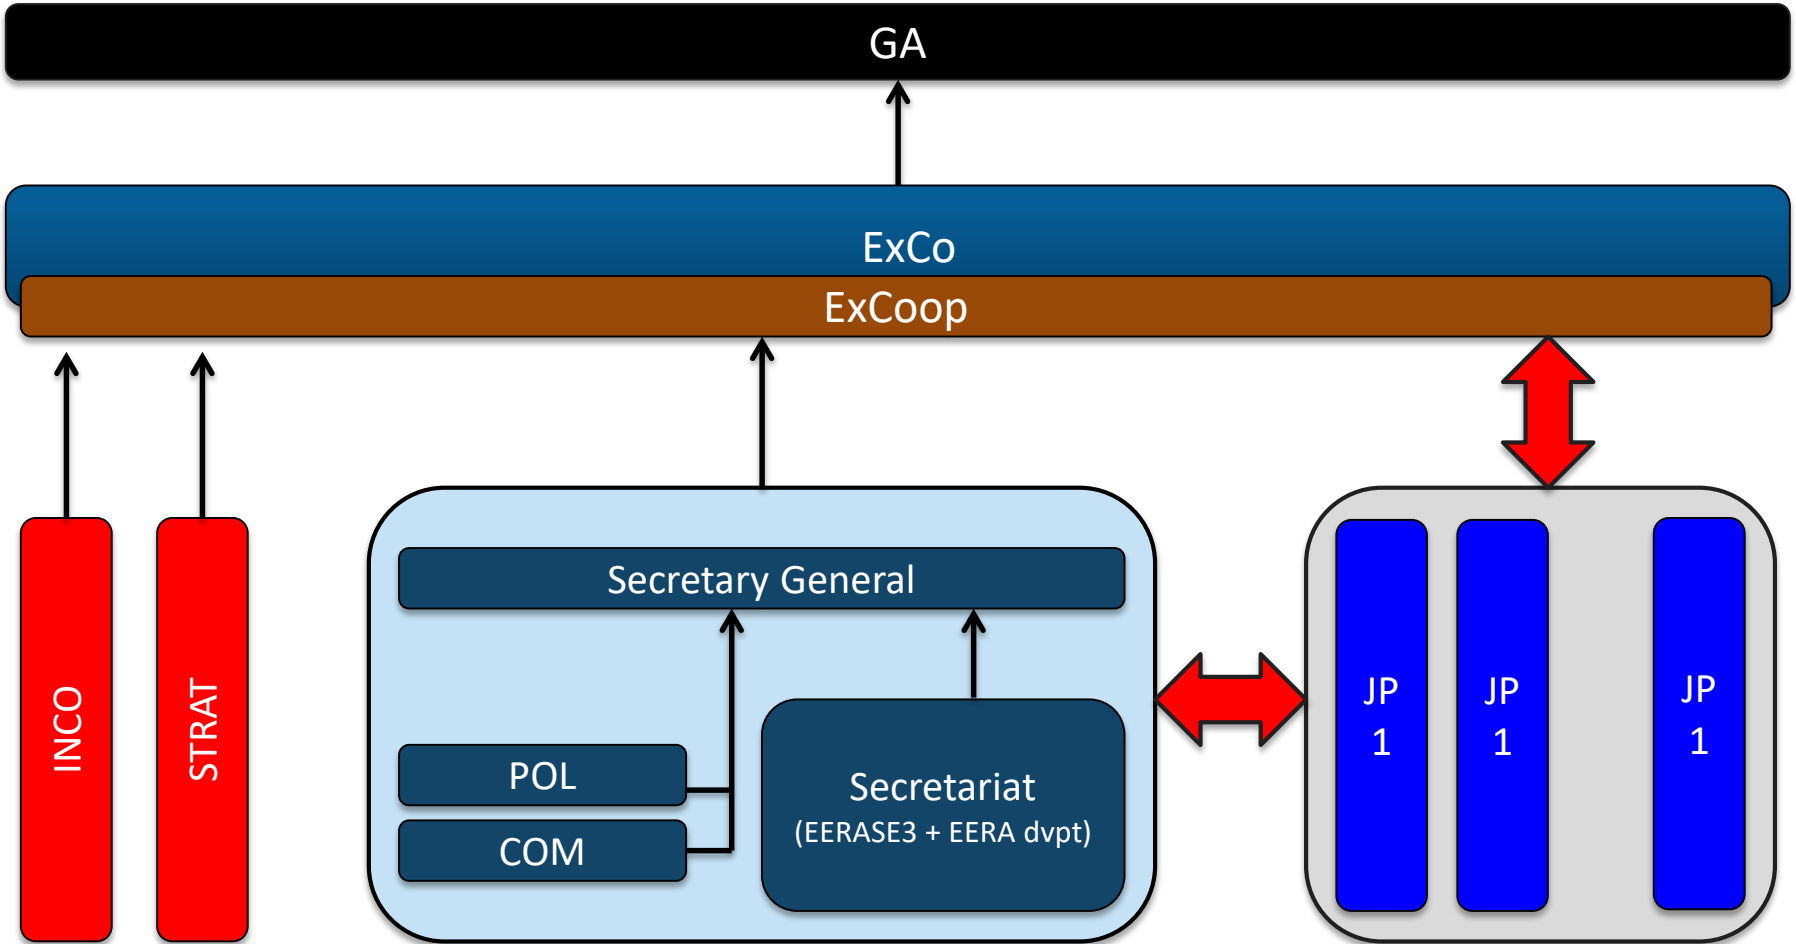 GA
ExCo
ExCoop
INCO
STRAT
Secretary General
POL
COM
Secretariat
(EERASE3 + EERA dvpt)
JP
1
JP
1
JP
1